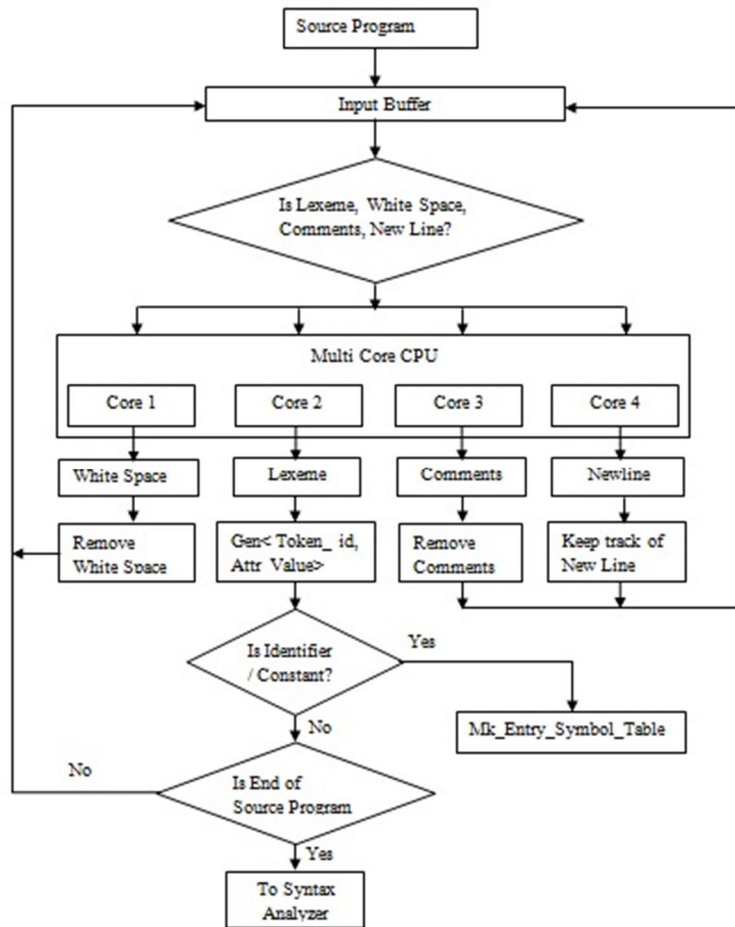 Source Program
Input Buffer
Is Lexeme, White Space,
Comments, New Line?
Multi Core CPU
Core 1
Core 2
Core 3
Core 4
White Space
Lexeme
Comments
Newline
Remove
White Space
Gen< Token_ id,
Attr_Value>
Remove
Comments
Keep track of
New Line
Is Identifier
/ Constant?
Yes
Mk_Entry_Symbol_Table
No
No
Is End of
Source Program
Yes
To Syntax
Analyzer